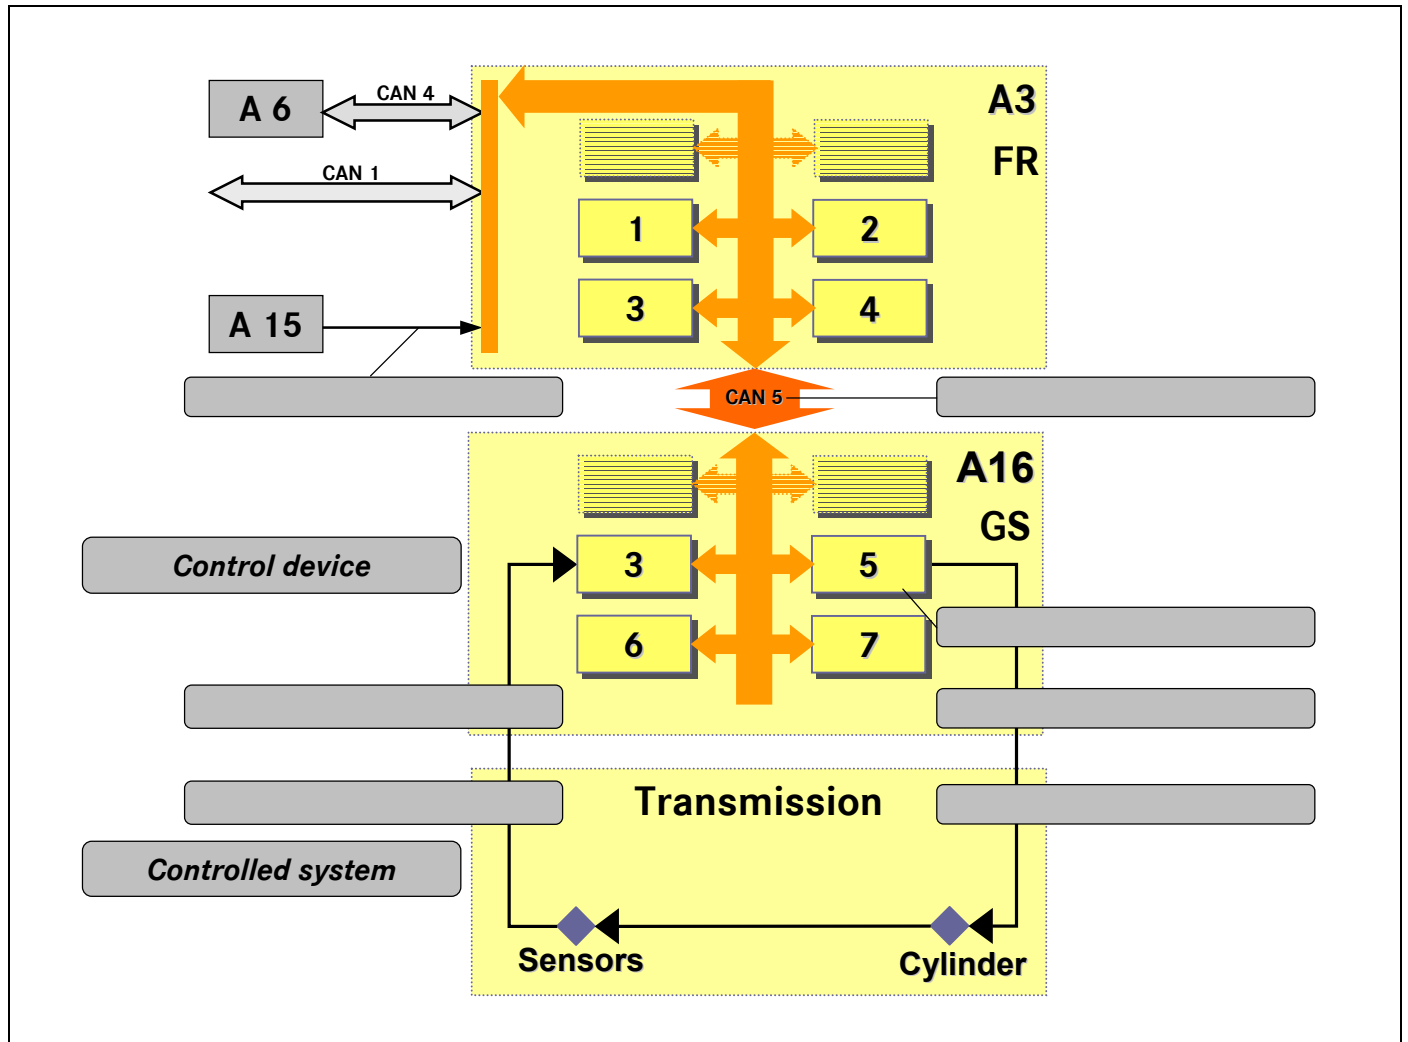 A 6
CAN 4
A3
FR
CAN 1
1
2
3
4
A 15
CAN 5
A16
GS
Control device
3
5
6
7
Transmission
Controlled system
Sensors
Cylinder